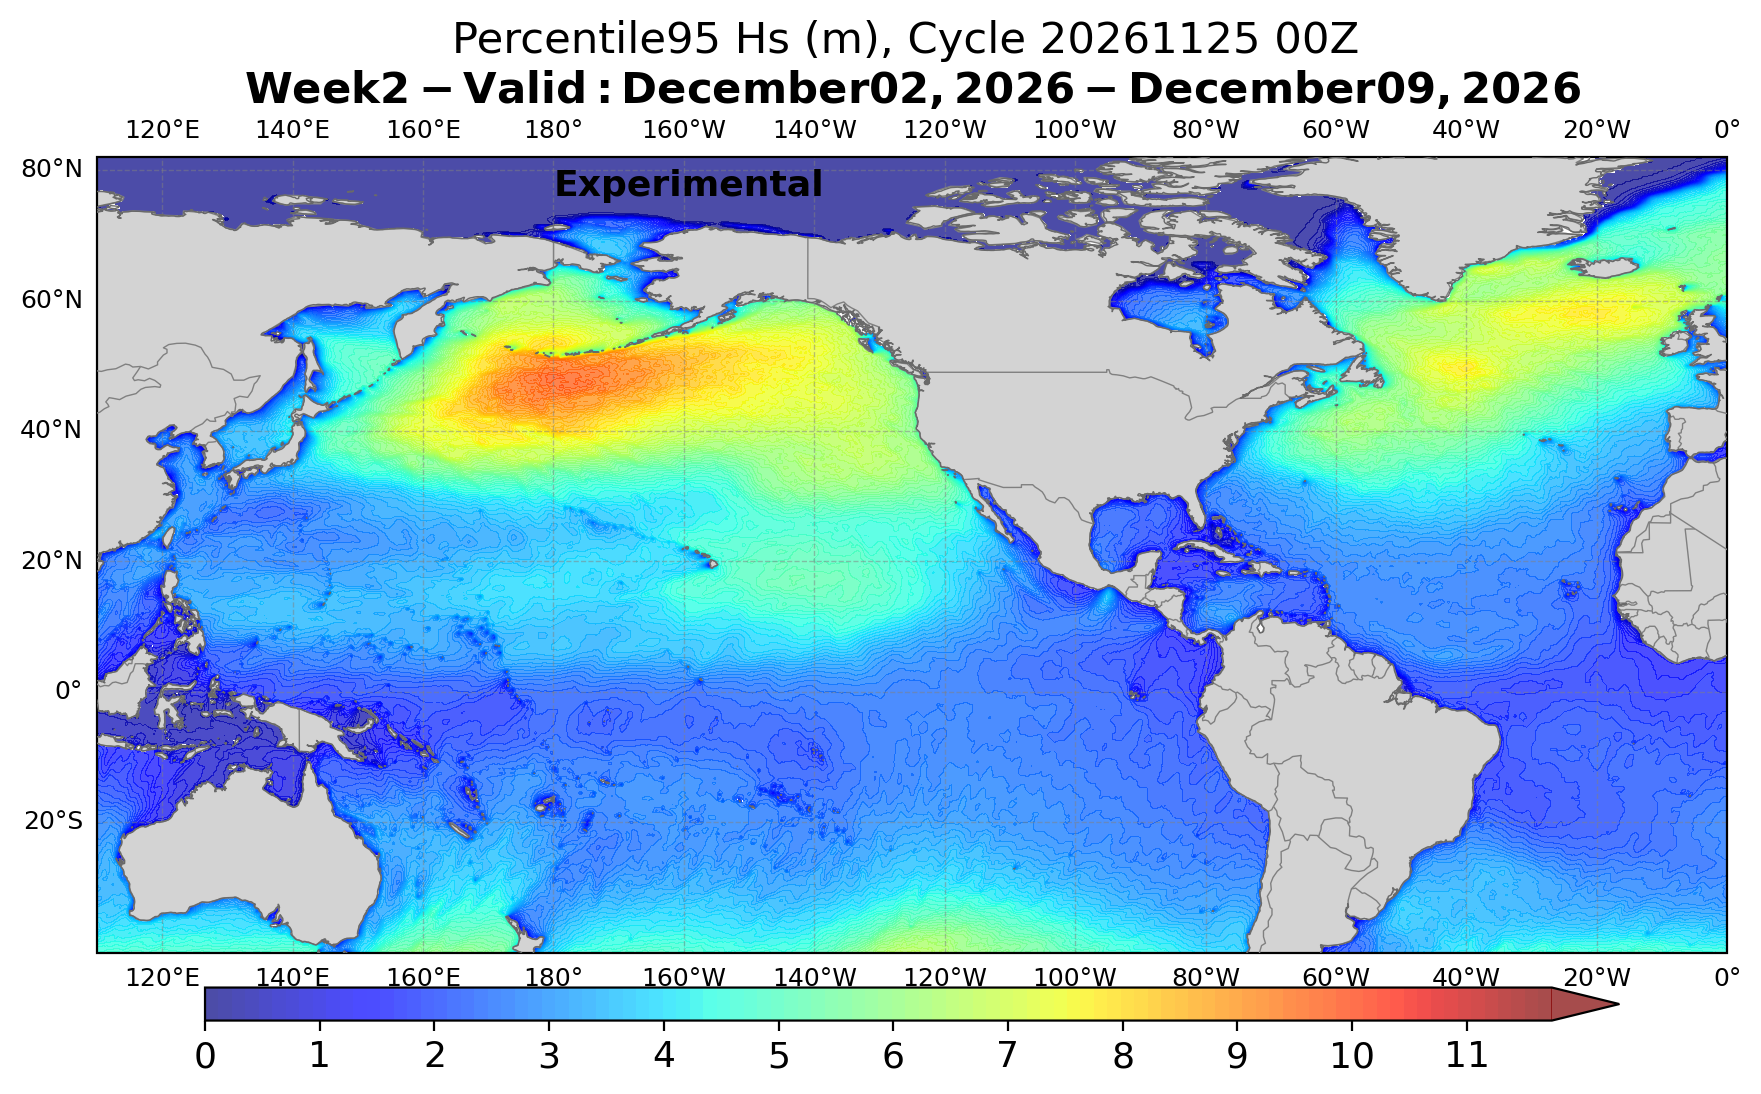 Percentile95 Hs (m), Cycle 20261125 00Z
Week2 − Valid : December02, 2026 − December09, 2026
120°E 140°E 160°E 180° 160°W 140°W 120°W 100°W 80°W 60°W 40°W 20°W 0°
80°N
Experimental
60°N
40°N
20°N
0°
20°S
120°E 140°E 160°E 180° 160°W 140°W 120°W 100°W 80°W 60°W 40°W 20°W 0°
0 1 2 3 4 5 6 7 8 9 10 11